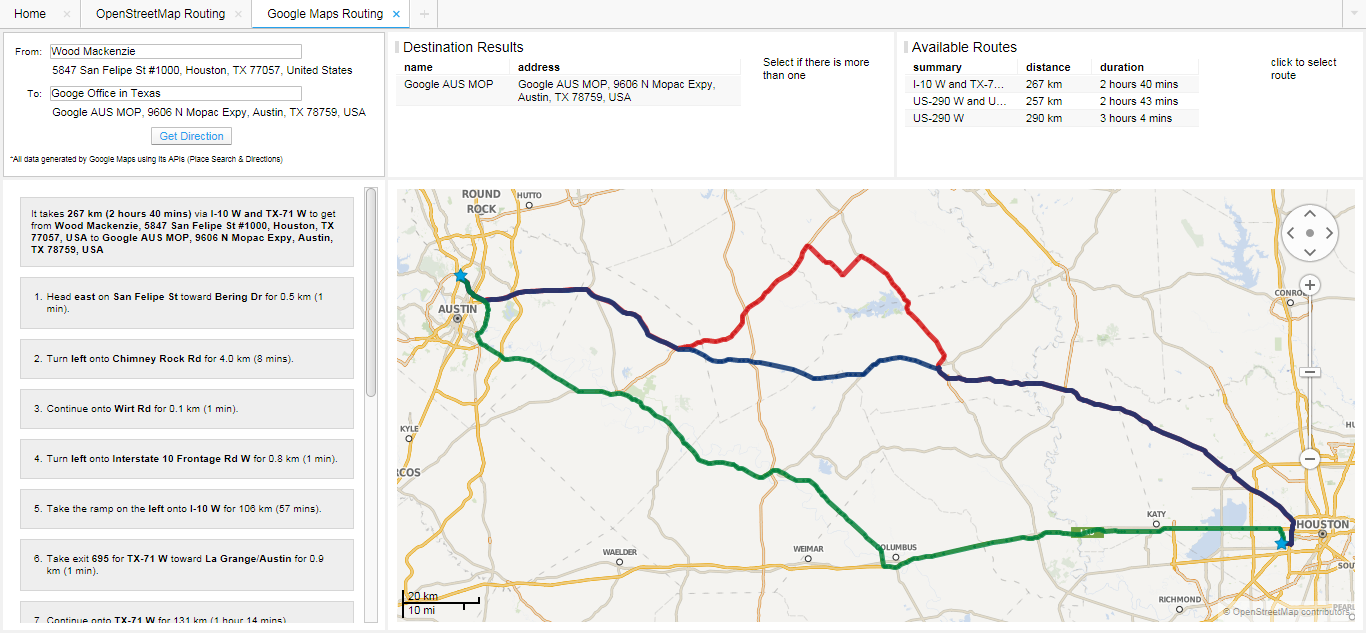 Home × OpenStreetMap Routing × Google Maps Routing × +
From: Wood Mackenzie
5847 San Felipe St #1000, Houston, TX 77057, United States
To: Googe Office in Texas
Google AUS MOP, 9606 N Mopac Expy, Austin, TX 78759, USA
Get Direction
*All data generated by Google Maps using its APIs (Place Search & Directions)
Destination Results
name address
Google AUS MOP Google AUS MOP, 9606 N Mopac Expy,
Austin, TX 78759, USA
Select if there is more
than one
Available Routes
summary distance duration
I-10 W and TX-7... 267 km 2 hours 40 mins
US-290 W and U... 257 km 2 hours 43 mins
US-290 W 290 km 3 hours 4 mins
click to select
route
It takes 267 km (2 hours 40 mins) via I-10 W and TX-71 W to get
from Wood Mackenzie, 5847 San Felipe St #1000, Houston, TX
77057, USA to Google AUS MOP, 9606 N Mopac Expy, Austin,
TX 78759, USA
1. Head east on San Felipe St toward Bering Dr for 0.5 km (1
min).
2. Turn left onto Chimney Rock Rd for 4.0 km (8 mins).
3. Continue onto Wirt Rd for 0.1 km (1 min).
4. Turn left onto Interstate 10 Frontage Rd W for 0.8 km (1 min).
5. Take the ramp on the left onto I-10 W for 106 km (57 mins).
6. Take exit 695 for TX-71 W toward La Grange/Austin for 0.9
km (1 min).
7. Continue onto TX-71 W for 131 km (1 hour 14 mins)
ROUND
ROCK
HUTTO
AUSTIN
CONRO
KYLE
RCOS
HU
KATY
HOUSTON
WAELDER
WEIMAR
OLUMBUS
SOU
RICHMOND
PEARL
20 km
10 mi
© OpenStreetMap contributors